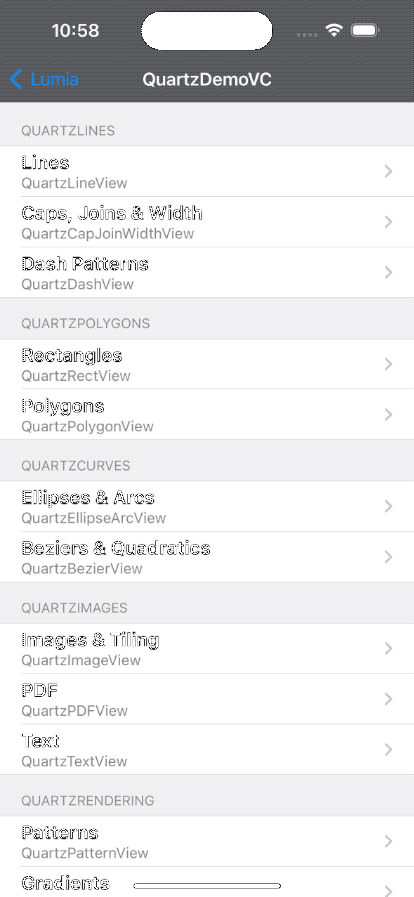 10:58
Lumia
QuartzDemoVC
QUARTZLINES
Lines
QuartzLineView
Caps, Joins & Width
QuartzCapJoinWidthView
Dash Patterns
QuartzDashView
QUARTZPOLYGONS
Rectangles
QuartzRectView
Polygons
QuartzPolygonView
QUARTZCURVES
Ellipses & Arcs
QuartzEllipseArcView
Beziers & Quadratics
QuartzBezierView
QUARTZIMAGES
Images & Tiling
QuartzImageView
PDF
QuartzPDFView
Text
QuartzTextView
QUARTZRENDERING
Patterns
QuartzPatternView
Gradients